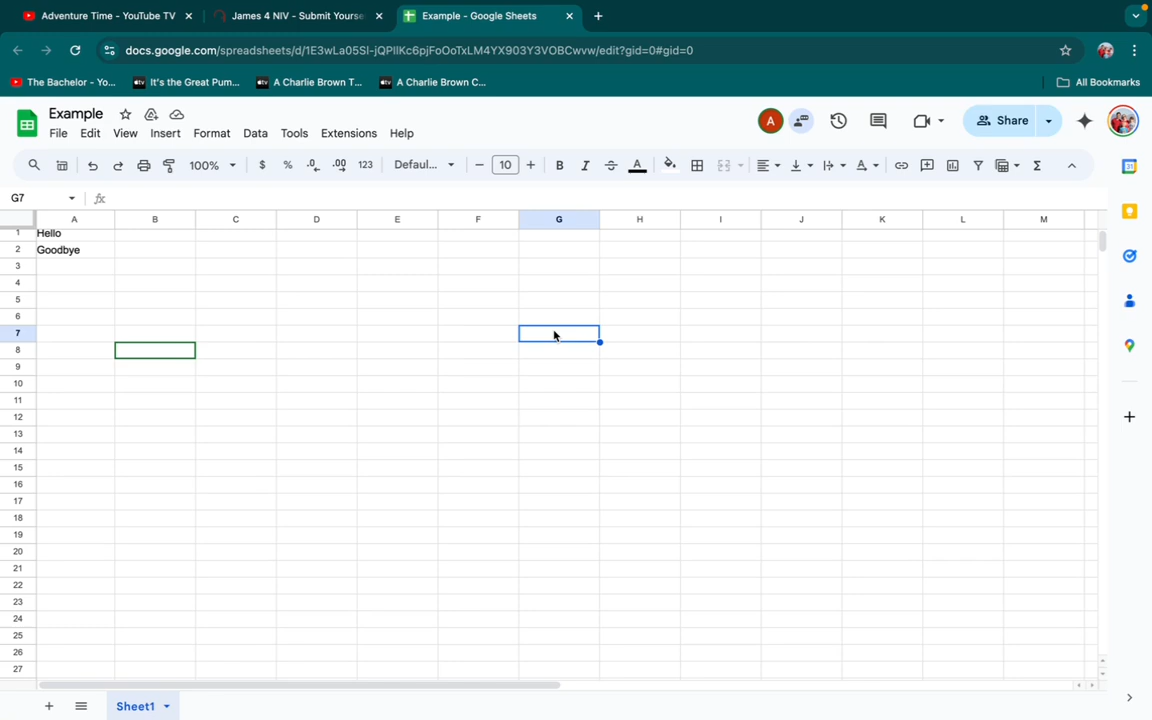 Adventure Time - YouTube TV
James 4 NIV - Submit Yourse
Example - Google Sheets
docs.google.com/spreadsheets/d/1E3wLa05SI-jQPIlKc6pjFoOoTxLM4YX903Y3VOBCwvw/edit?gid=0#gid=0
The Bachelor - Yo...
tv It's the Great Pum...
tv A Charlie Brown T...
tv A Charlie Brown C...
All Bookmarks
Example
File Edit View Insert Format Data Tools Extensions Help
A
Share
100% $ % .0 .00 123 Defaul... 10 B I A
G7
fx
A B C D E F G H I J K L M
1 Hello
2 Goodbye
3
4
5
6
7
8
9
10
11
12
13
14
15
16
17
18
19
20
21
22
23
24
25
26
27
Sheet1